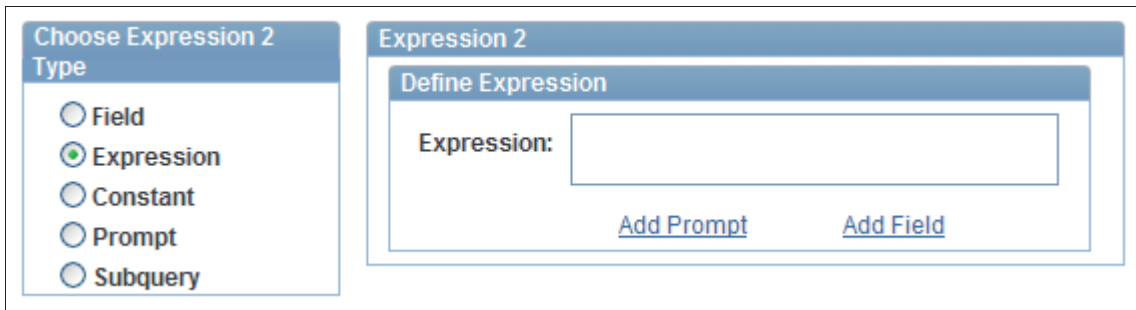 Choose Expression 2
Type
Field
Expression
Constant
Prompt
Subquery
Expression 2
Define Expression
Expression:
Add Prompt Add Field